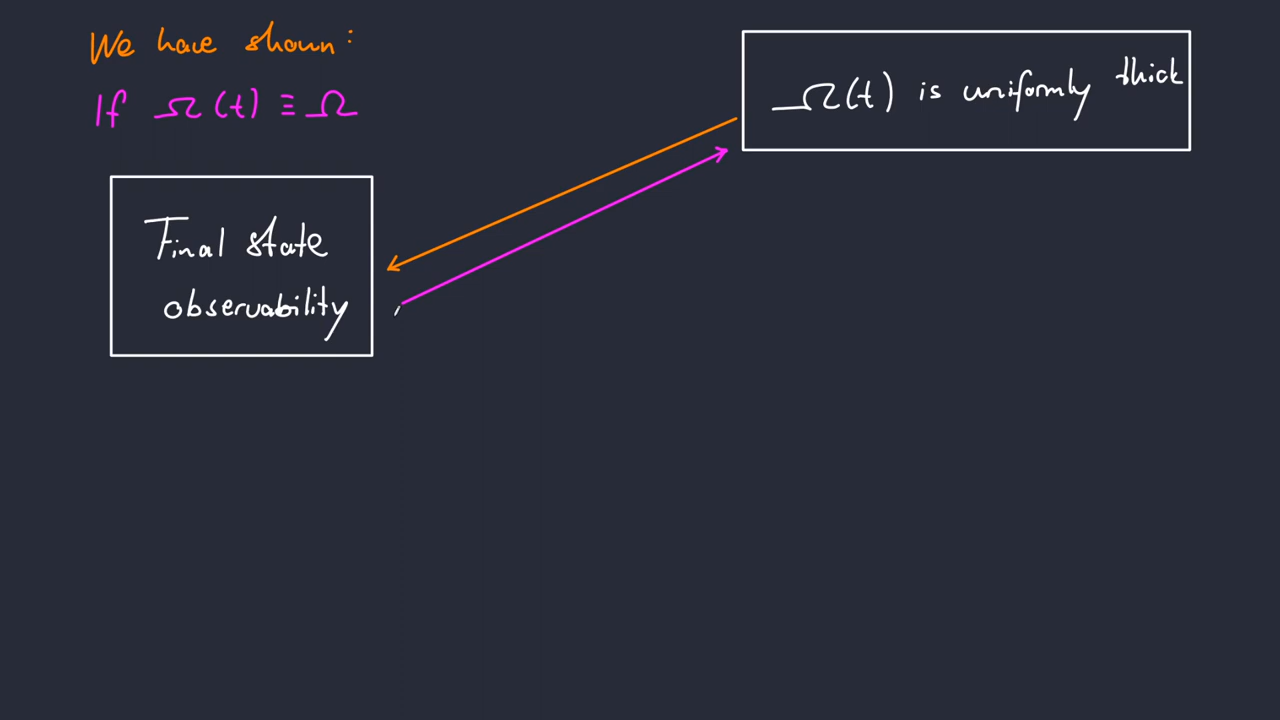 We have shown:
If Ω(t) ≡ Ω
Ω(t) is uniformly thick
Final state
observability